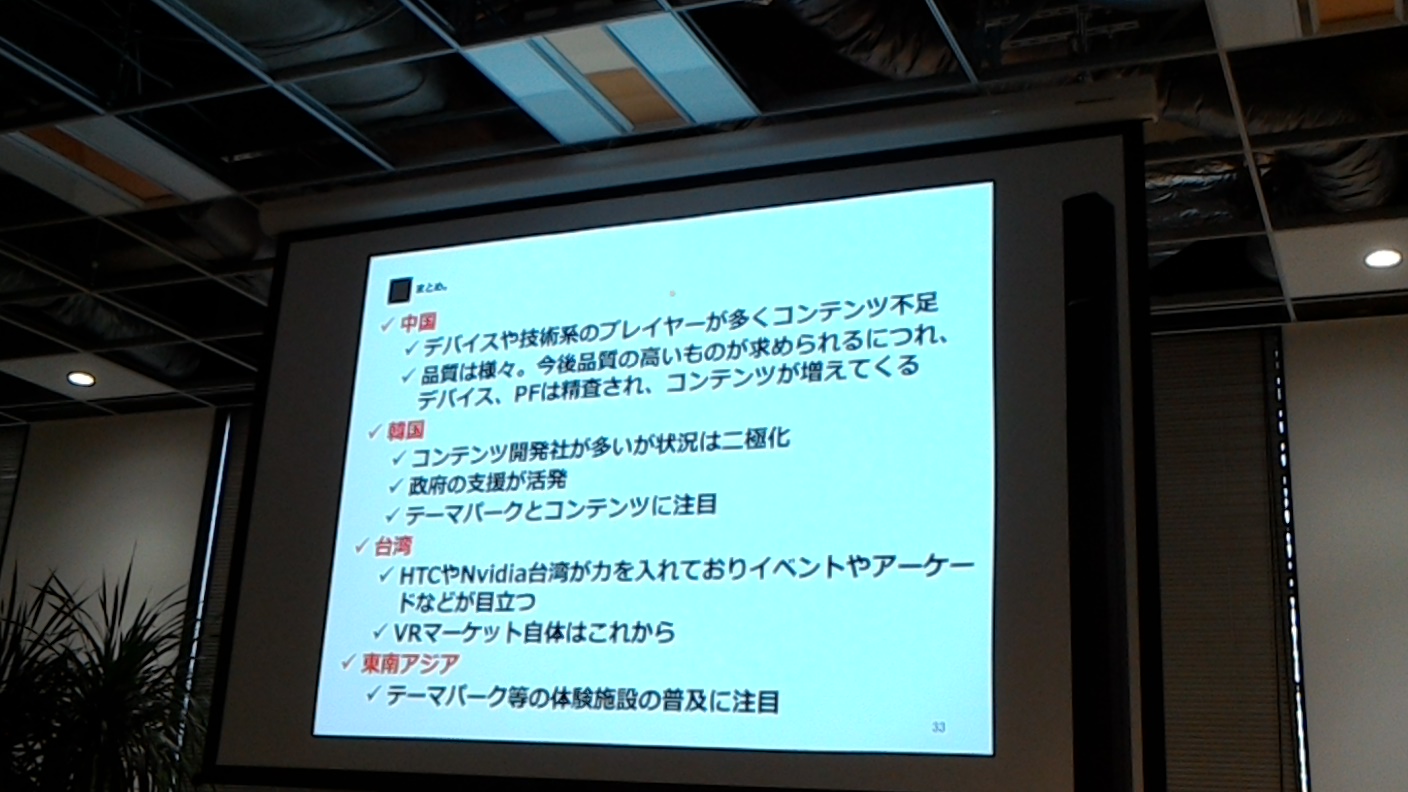 まとめ。
✓ 中国
✓ デバイスや技術系のプレイヤーが多くコンテンツ不足
✓ 品質は様々。今後品質の高いものが求められるにつれ、
デバイス、PFは精査され、コンテンツが増えてくる
✓ 韓国
✓ コンテンツ開発社が多いが状況は二極化
✓ 政府の支援が活発
✓ テーマパークとコンテンツに注目
✓ 台湾
✓ HTCやNvidia台湾が力を入れておりイベントやアーケー
ドなどが目立つ
✓ VRマーケット自体はこれから
✓ 東南アジア
✓ テーマパーク等の体験施設の普及に注目
33